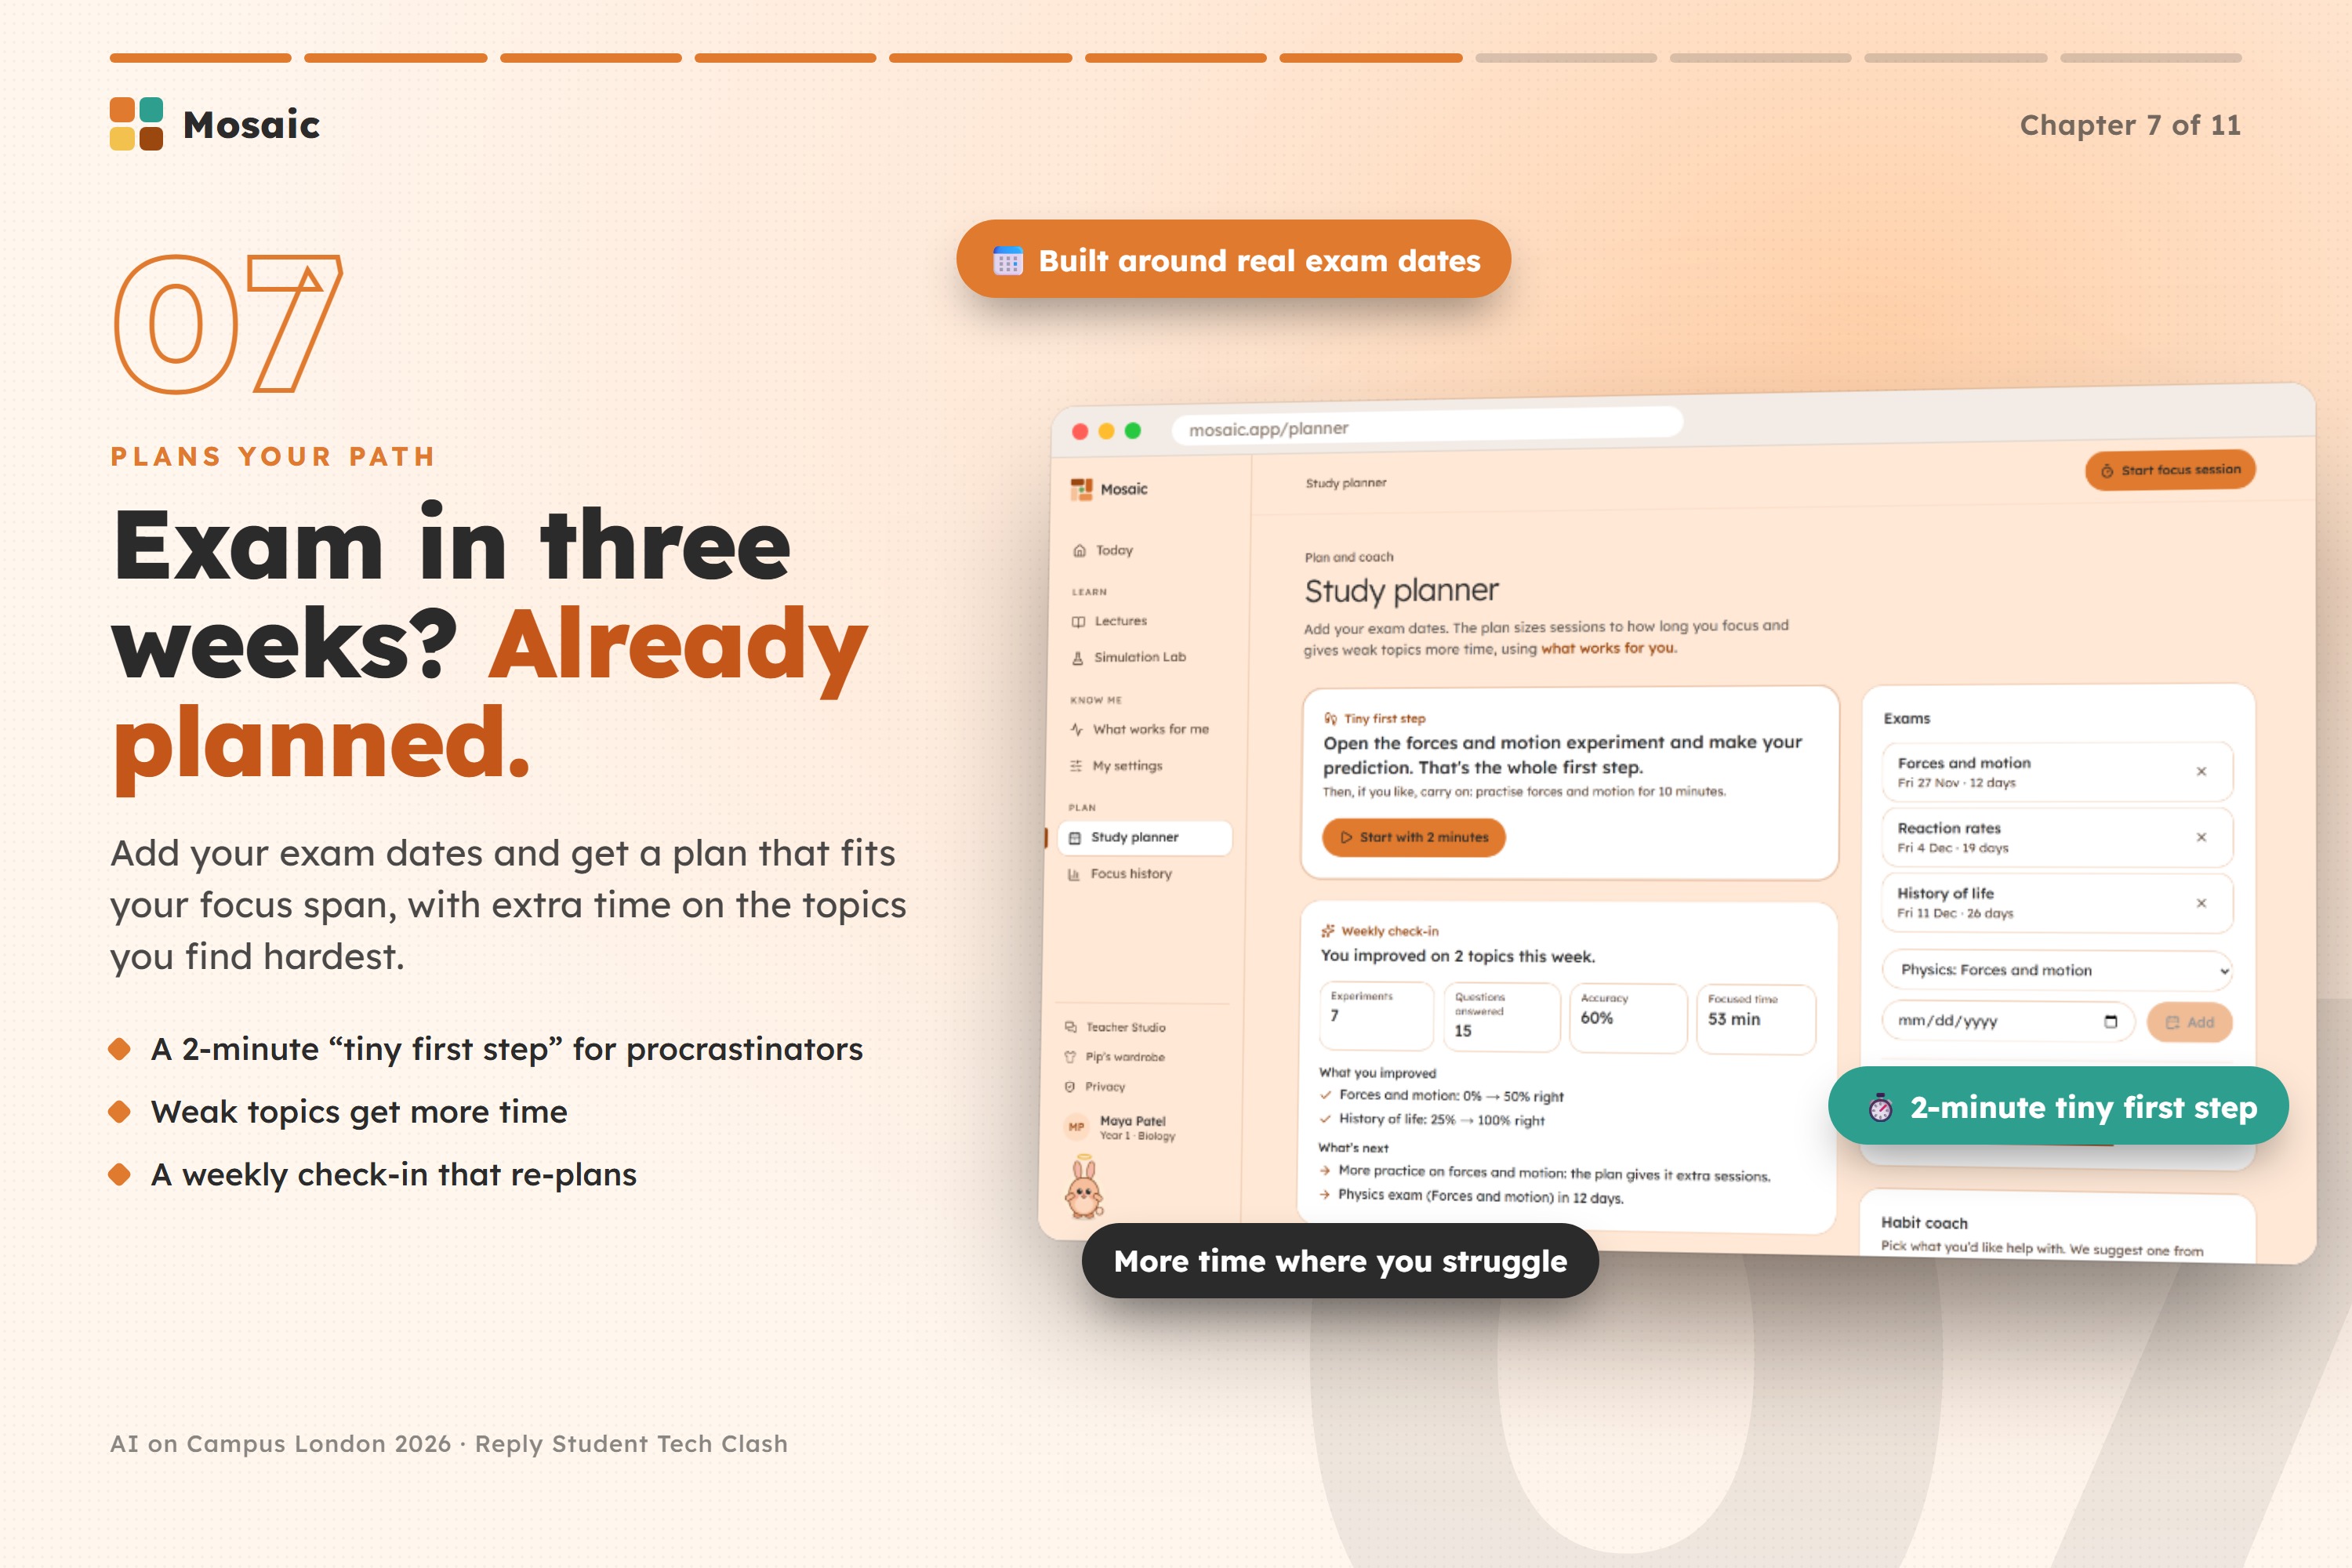 Mosaic
Chapter 7 of 11
07
PLANS YOUR PATH
Exam in three
weeks? Already
planned.
Add your exam dates and get a plan that fits
your focus span, with extra time on the topics
you find hardest.
A 2-minute “tiny first step” for procrastinators
Weak topics get more time
A weekly check-in that re-plans
Built around real exam dates
mosaic.app/planner
Mosaic
Today
LEARN
Lectures
Simulation Lab
KNOW ME
What works for me
My settings
PLAN
Study planner
Focus history
Teacher Studio
Pip's wardrobe
Privacy
MP
Maya Patel
Year 1 · Biology
Study planner
Start focus session
Plan and coach
Study planner
Add your exam dates. The plan sizes sessions to how long you focus and
gives weak topics more time, using what works for you.
Tiny first step
Open the forces and motion experiment and make your
prediction. That's the whole first step.
Then, if you like, carry on: practise forces and motion for 10 minutes.
Start with 2 minutes
Weekly check-in
You improved on 2 topics this week.
Experiments
7
Questions
answered
15
Accuracy
60%
Focused time
53 min
What you improved
Forces and motion: 0% → 50% right
History of life: 25% → 100% right
What's next
More practice on forces and motion: the plan gives it extra sessions.
Physics exam (Forces and motion) in 12 days.
Exams
Forces and motion
Fri 27 Nov · 12 days
Reaction rates
Fri 4 Dec · 19 days
History of life
Fri 11 Dec · 26 days
Physics: Forces and motion
mm/dd/yyyy
Add
2-minute tiny first step
Habit coach
Pick what you'd like help with. We suggest one from
More time where you struggle
07
AI on Campus London 2026 · Reply Student Tech Clash